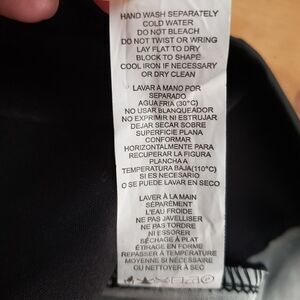 HAND WASH SEPARATELY
COLD WATER
DO NOT BLEACH
DO NOT TWIST OR WRING
LAY FLAT TO DRY
BLOCK TO SHAPE
COOL IRON IF NECESSARY
OR DRY CLEAN
LAVAR A MANO POR
SEPARADO
AGUA FRIA (30°C)
NO USAR BLANQUEADOR
NO EXPRIMIR NI ESTRUJAR
DEJAR SECAR SOBRE
SUPERFICIE PLANA
CONFORMAR
HORIZONTALMENTE PARA
RECUPERAR LA FIGURA
PLANCHA A
TEMPERATURA BAJA(110°C)
SI ES NECESARIO
O SE PUEDE LAVAR EN SECO
LAVER À LA MAIN
SÉPARÉMENT
L'EAU FROIDE
NE PAS JAVELLISER
NE PAS TORDRE
NI ESSORER
SÉCHAGE À PLAT
ÉTIRAGE EN FORME
REPASSER À TEMPÉRATURE
MOYENNE SI NÉCESSAIRE
OU NETTOYER À SEC